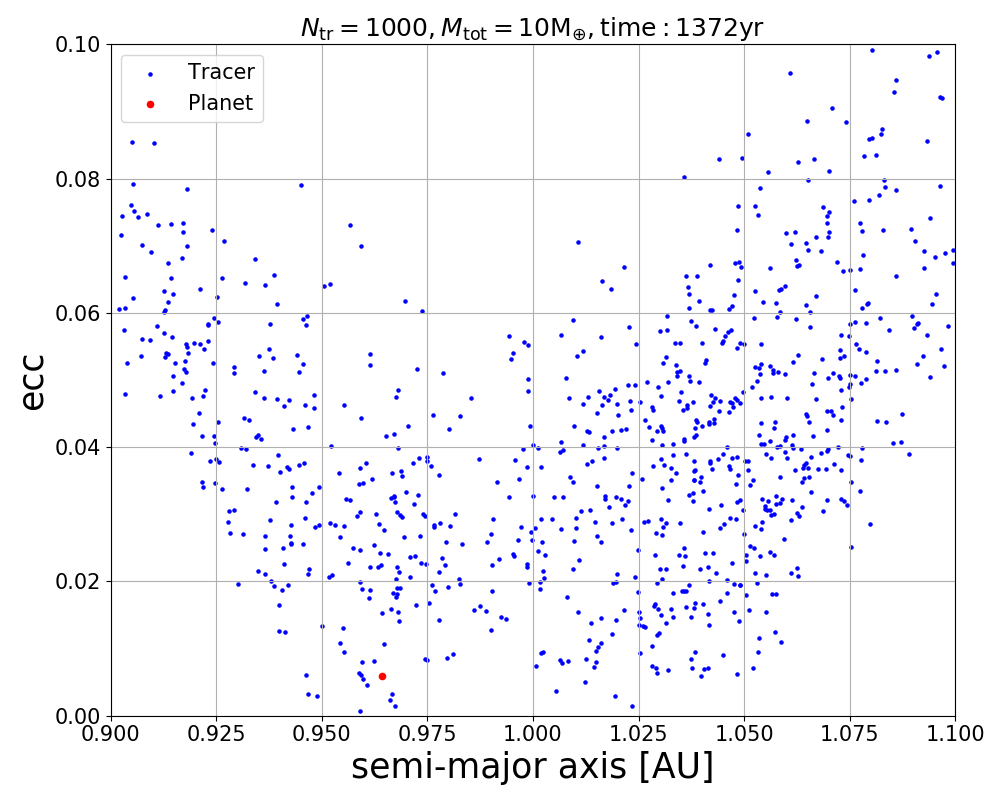 N_tr = 1000, M_tot = 10M_⊕, time : 1372yr
Tracer
Planet
0.10
0.08
0.06
0.04
0.02
0.00
ecc
0.900 0.925 0.950 0.975 1.000 1.025 1.050 1.075 1.100
semi-major axis [AU]